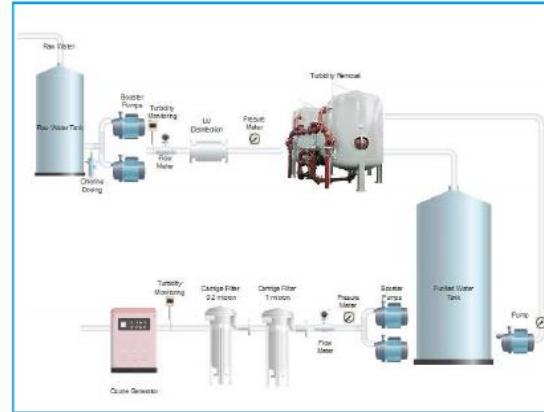 Raw Water
Raw Water Tank
Chlorine
Dosing
Booster
Pumps
Turbidity
Monitoring
Flow
Meter
UV
Disinfection
Pressure
Meter
Turbidity Removal
Purified Water
Tank
Pump
Booster
Pumps
Pressure
Meter
Flow
Meter
Cartrige Filter
1 micron
Cartrige Filter
0.2 micron
Turbidity
Monitoring
Ozone Generator